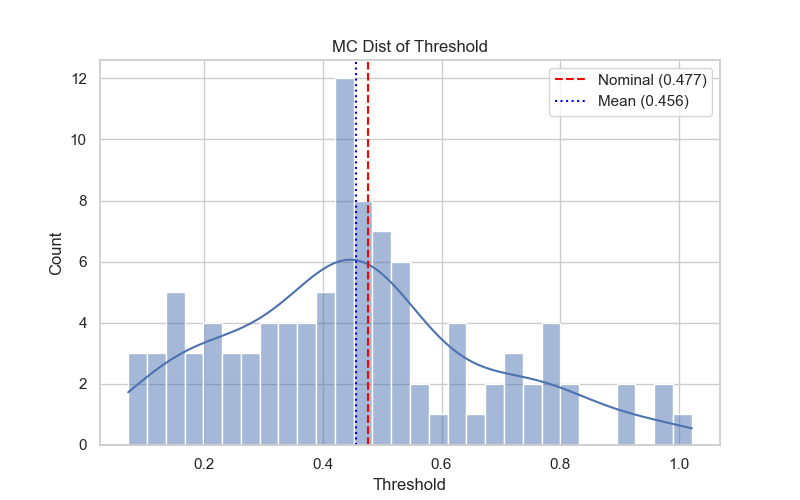 MC Dist of Threshold
Nominal (0.477)
Mean (0.456)
Count
12
10
8
6
4
2
0
0.2
0.4
0.6
0.8
1.0
Threshold